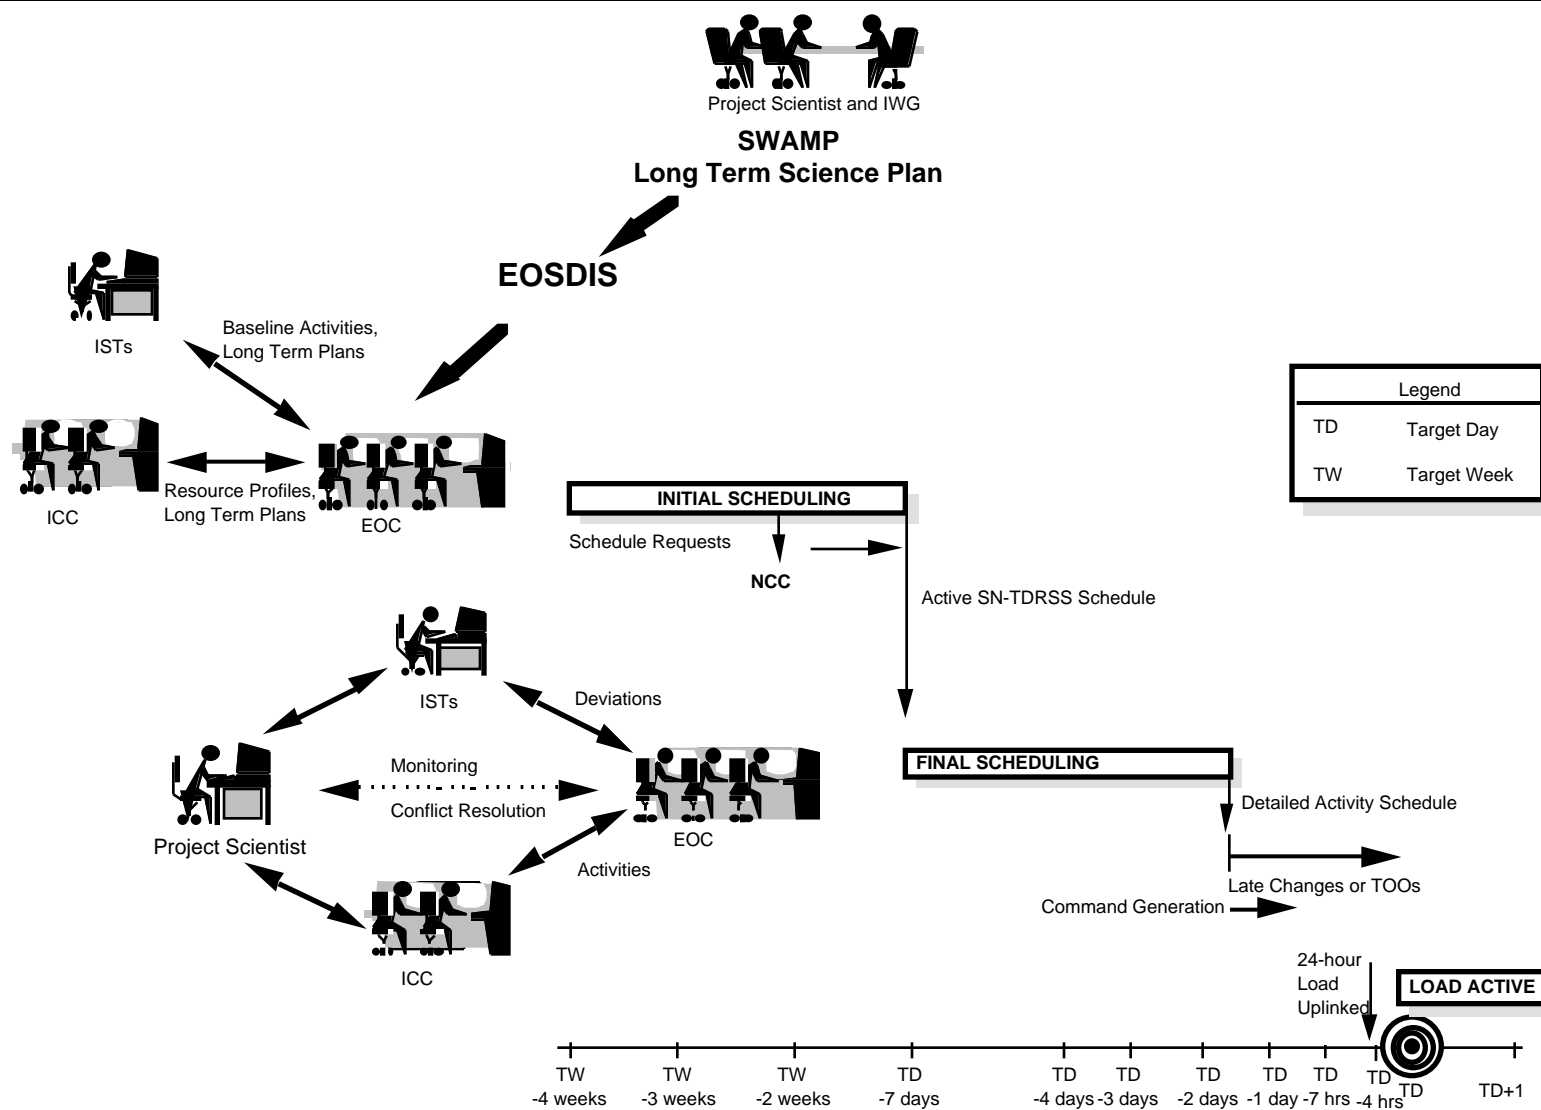 Project Scientist and IWG
SWAMP
Long Term Science Plan
EOSDIS
ISTs
Baseline Activities,
Long Term Plans
ICC
Resource Profiles,
Long Term Plans
EOC
Legend
TD Target Day
TW Target Week
INITIAL SCHEDULING
Schedule Requests
NCC
Active SN-TDRSS Schedule
ISTs
Deviations
Monitoring
Conflict Resolution
Project Scientist
EOC
Activities
ICC
FINAL SCHEDULING
Detailed Activity Schedule
Late Changes or TOOs
Command Generation
24-hour
Load
Uplinked
LOAD ACTIVE
TW
-4 weeks
TW
-3 weeks
TW
-2 weeks
TD
-7 days
TD
-4 days
TD
-3 days
TD
-2 days
TD
-1 day
TD
-7 hrs
TD
-4 hrs
TD
TD+1